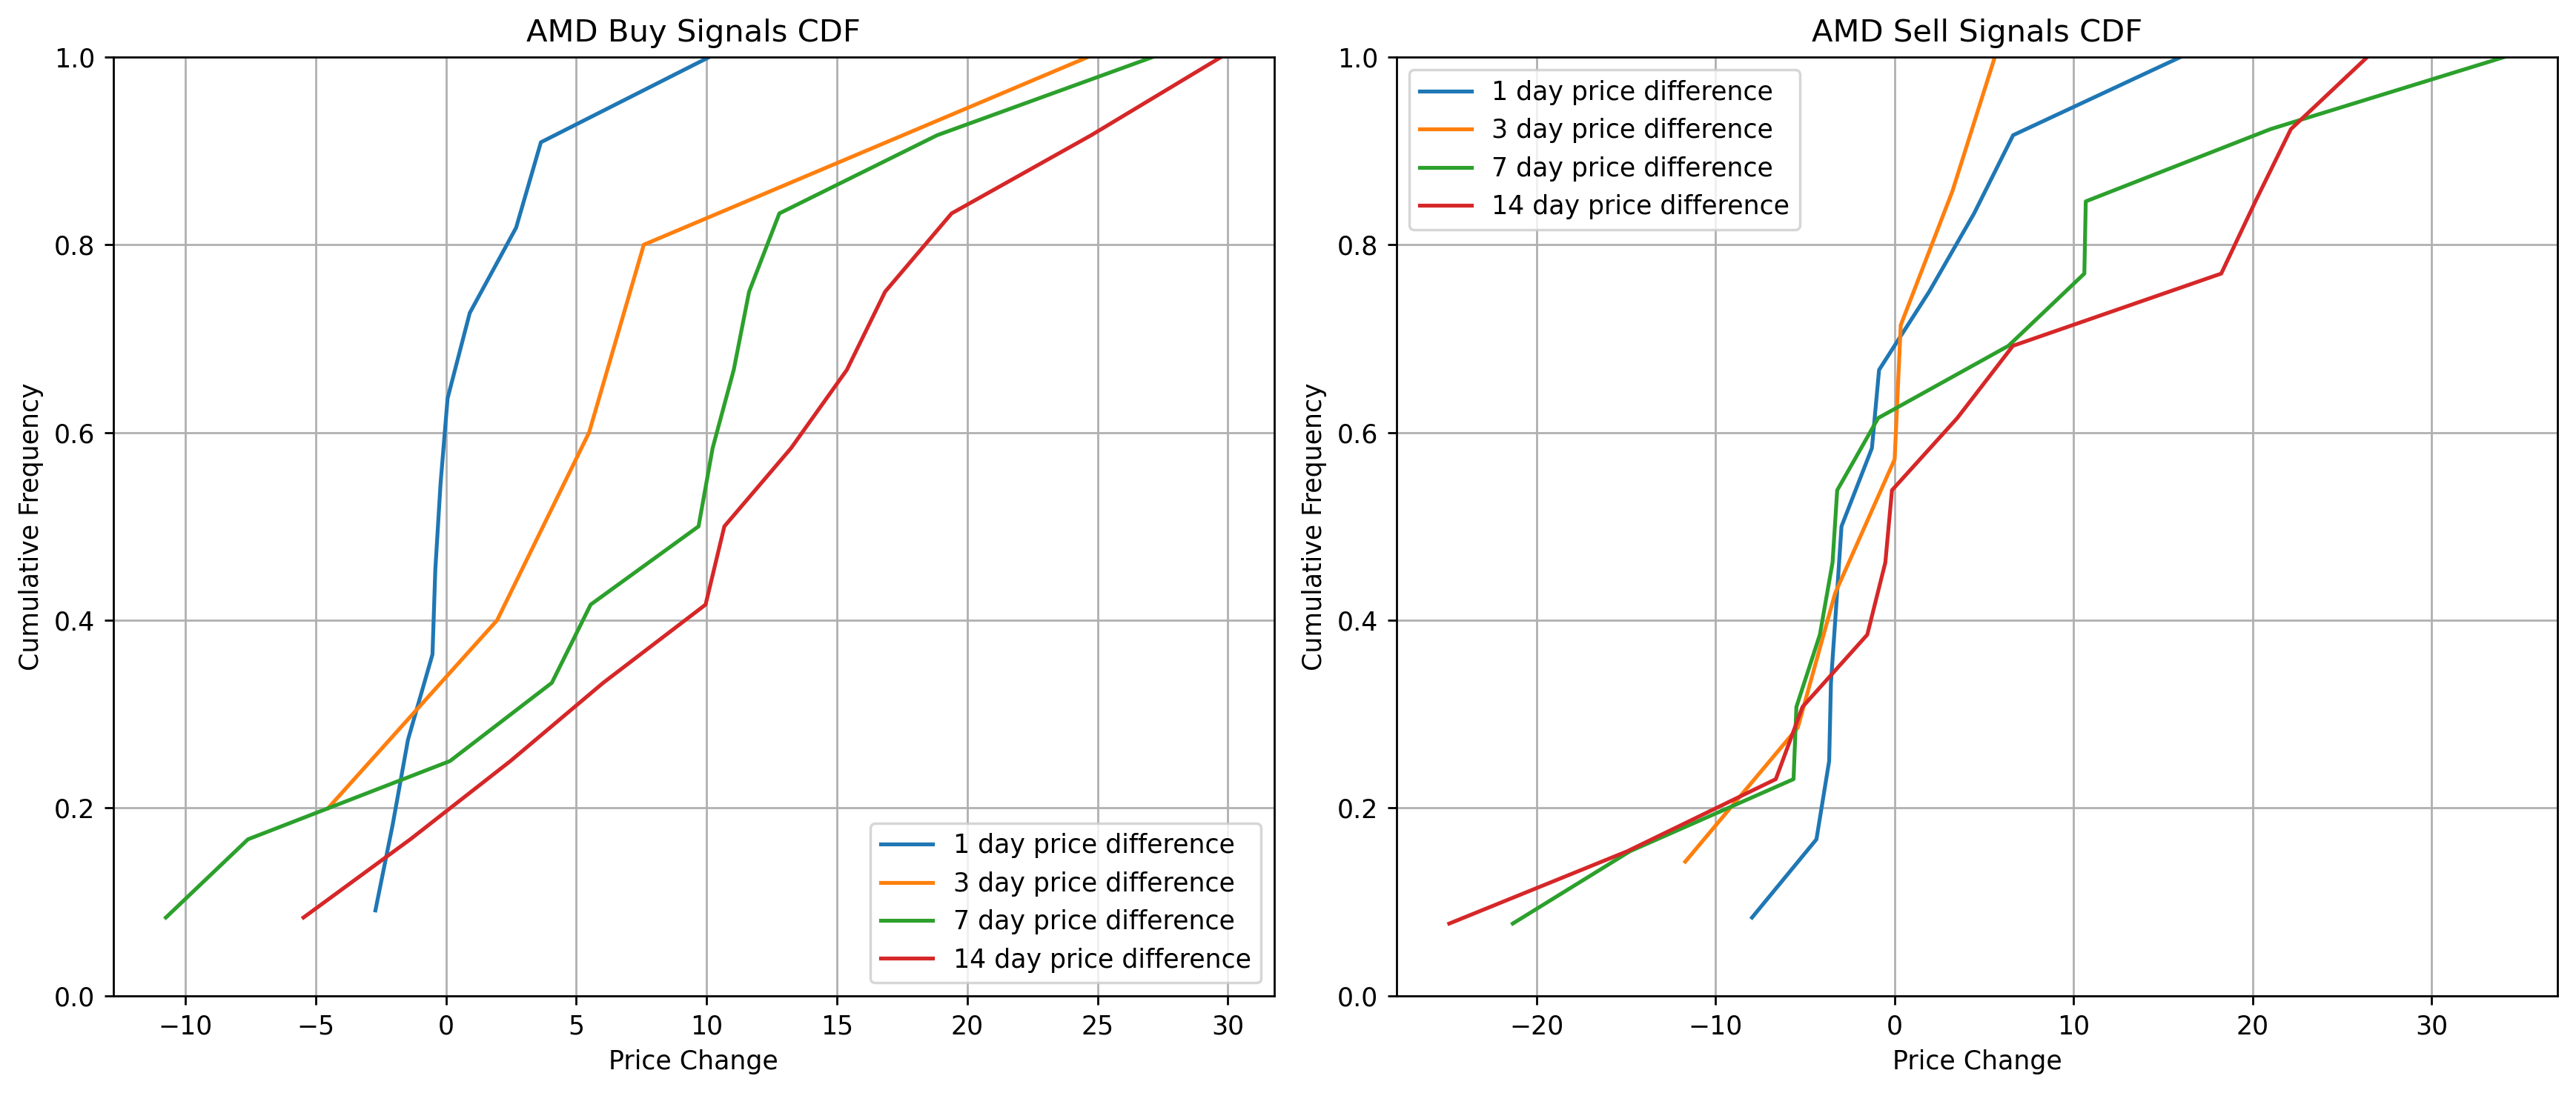 AMD Buy Signals CDF
1.0
0.8
0.6
0.4
0.2
0.0
Cumulative Frequency
1 day price difference
3 day price difference
7 day price difference
14 day price difference
−10 −5 0 5 10 15 20 25 30
Price Change
AMD Sell Signals CDF
1 day price difference
3 day price difference
7 day price difference
14 day price difference
1.0
0.8
0.6
0.4
0.2
0.0
Cumulative Frequency
−20 −10 0 10 20 30
Price Change